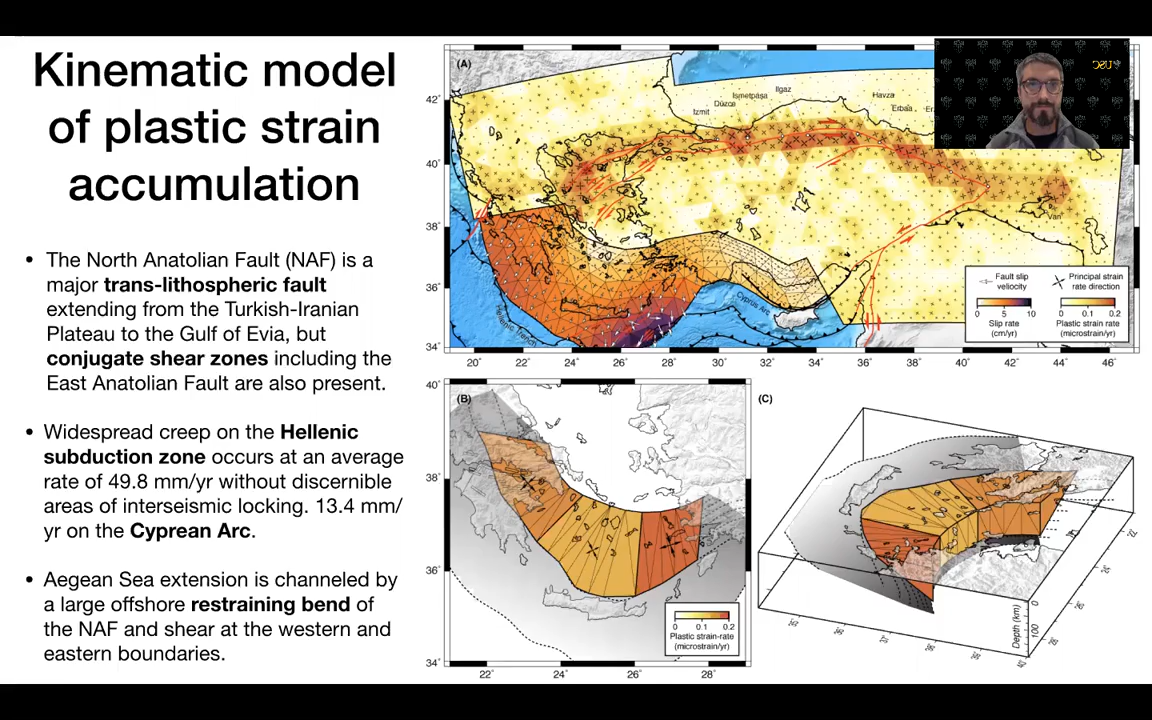 Kinematic model
of plastic strain
accumulation
• The North Anatolian Fault (NAF) is a
major trans-lithospheric fault
extending from the Turkish-Iranian
Plateau to the Gulf of Evia, but
conjugate shear zones including the
East Anatolian Fault are also present.
• Widespread creep on the Hellenic
subduction zone occurs at an average
rate of 49.8 mm/yr without discernible
areas of interseismic locking. 13.4 mm/
yr on the Cyprean Arc.
• Aegean Sea extension is channeled by
a large offshore restraining bend of
the NAF and shear at the western and
eastern boundaries.
(A)
Izmit
Düzce
Ismetpaşa
Ilgaz
Havza
Erbaa
Van
Hellenic Trench
Cyprus Arc
42°
40°
38°
36°
34°
20° 22° 24° 26° 28° 30° 32° 34° 36° 38° 40° 42° 44° 46°
Fault slip
velocity
Principal strain
rate direction
0 5 10
Slip rate
(cm/yr)
0 0.1 0.2
Plastic strain rate
(microstrain/yr)
(B)
40°
38°
36°
34°
22° 24° 26° 28°
0 0.1 0.2
Plastic strain-rate
(microstrain/yr)
(C)
Depth (km)
0
100